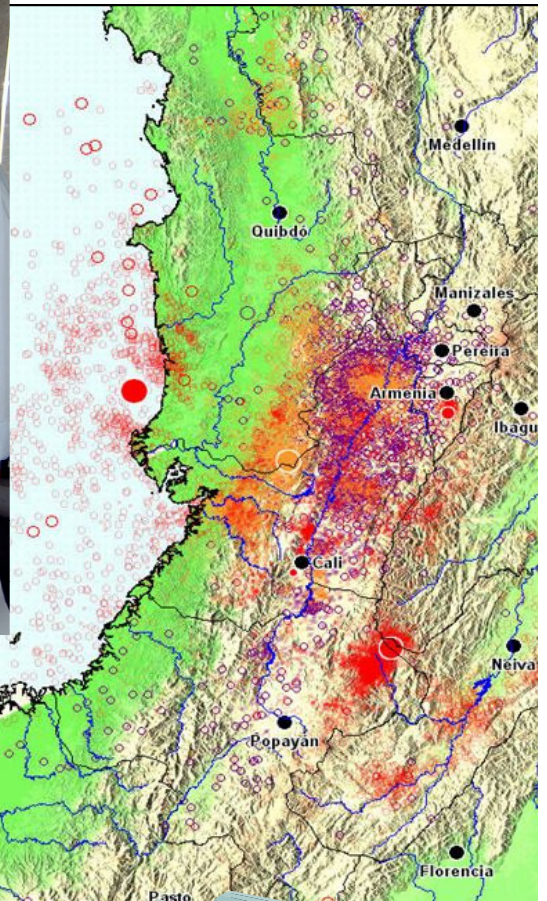 Medellín
Quibdó
Manizales
Pereira
Armenia
Ibagu
Cali
Neiva
Popayán
Florencia
Pasto